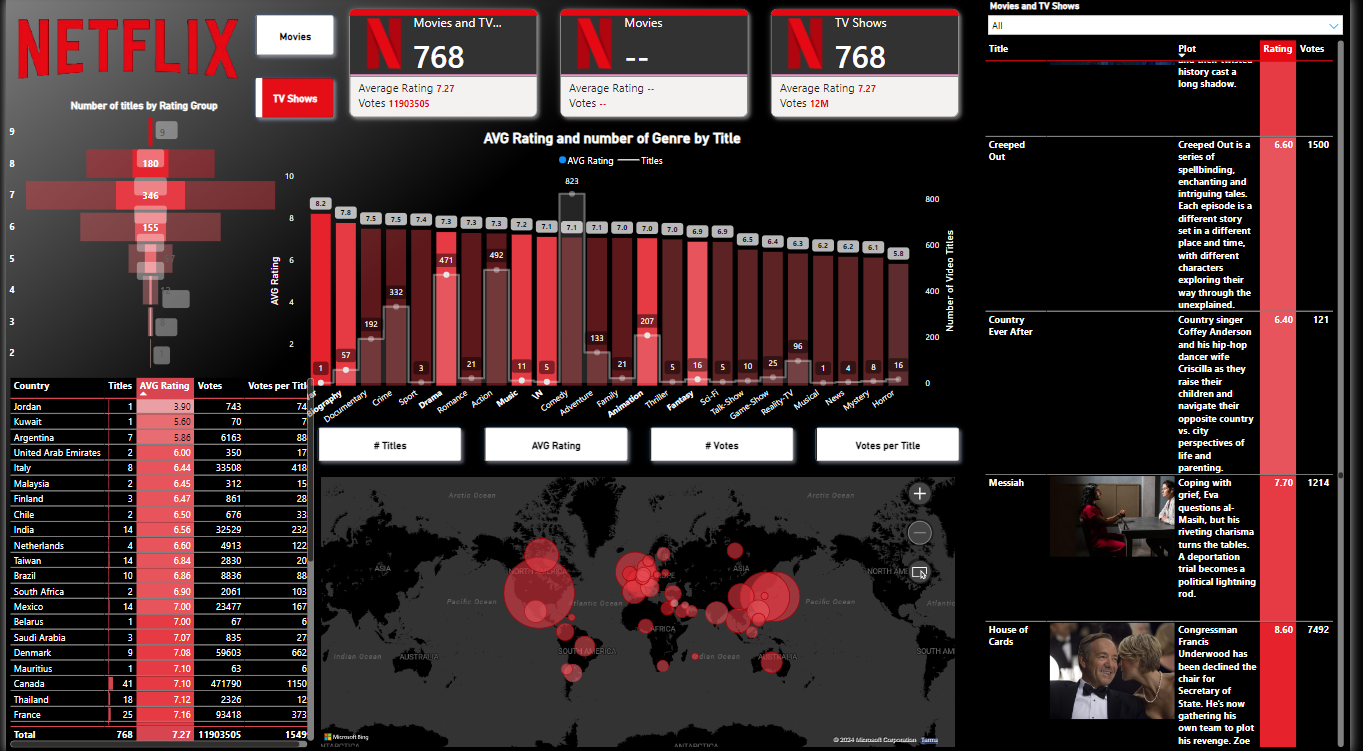 NETFLIX
Movies
TV Shows
Movies and TV...
768
Average Rating 7.27
Votes 11903505
Movies
--
Average Rating --
Votes --
TV Shows
768
Average Rating 7.27
Votes 12M
Number of titles by Rating Group
9
9
8
180
7
346
6
155
5
4
3
2
AVG Rating and number of Genre by Title
AVG Rating Titles
AVG Rating
10
8
6
4
2
8.2 7.8 7.5 7.5 7.4 7.3 7.3 7.3 7.2 7.1 7.1 7.1 7.0 7.0 7.0 6.9 6.9 6.5 6.4 6.3 6.2 6.2 6.1 5.8
1 57 192 332 3 471 21 492 11 5 823 133 21 207 5 16 5 10 25 96 1 4 8 16
Number of Video Titles
800
600
400
200
0
Biography Documentary Crime Sport Drama Romance Action Music \N Comedy Adventure Family Animation Thriller Fantasy Sci-Fi Talk-Show Game-Show Reality-TV Musical News Mystery Horror
# Titles
AVG Rating
# Votes
Votes per Title
Country Titles AVG Rating Votes Votes per Titl
Jordan 1 3.90 743 74
Kuwait 1 5.60 70 7
Argentina 7 5.86 6163 88
United Arab Emirates 2 6.00 350 17
Italy 8 6.44 33508 418
Malaysia 2 6.45 312 15
Finland 3 6.47 861 28
Chile 2 6.50 676 33
India 14 6.56 32529 232
Netherlands 4 6.60 4913 122
Taiwan 14 6.84 2830 20
Brazil 10 6.86 8836 88
South Africa 2 6.90 2061 103
Mexico 14 7.00 23477 167
Belarus 1 7.00 67 6
Saudi Arabia 3 7.07 835 27
Denmark 9 7.08 59603 662
Mauritius 1 7.10 63 6
Canada 41 7.10 471790 1150
Thailand 18 7.12 2326 12
France 25 7.16 93418 373
Total 768 7.27 11903505 1549
Arctic Ocean
Arctic Ocean
ASIA
NORTH AMERICA
EUROPE
ASIA
NORTH AM
Pacific Ocean
Atlantic Ocean
Pacific Ocean
Atlantic
AFRICA
Indian Ocean
AUSTRALIA
SOUTH AMERICA
Indian Ocean
AUSTRALIA
SOUTH AM
Microsoft Bing
ANTARCTICA
ANTARCTICA
© 2024 Microsoft Corporation Terms
Movies and TV Shows
All
Title Plot Rating Votes
and their twisted
history cast a
long shadow.
Creeped
Out
Creeped Out is a
series of
spellbinding,
enchanting and
intriguing tales.
Each episode is a
different story
set in a different
place and time,
with different
characters
exploring their
way through the
unexplained.
6.60 1500
Country
Ever After
Country singer
Coffey Anderson
and his hip-hop
dancer wife
Criscilla as they
raise their
children and
navigate their
opposite country
vs. city
perspectives of
life and
parenting.
6.40 121
Messiah
Coping with
grief, Eva
questions al-
Masih, but his
riveting charisma
turns the tables.
A deportation
trial becomes a
political lightning
rod.
7.70 1214
House of
Cards
Congressman
Francis
Underwood has
been declined the
chair for
Secretary of
State. He's now
gathering his
own team to plot
his revenge. Zoe
8.60 7492